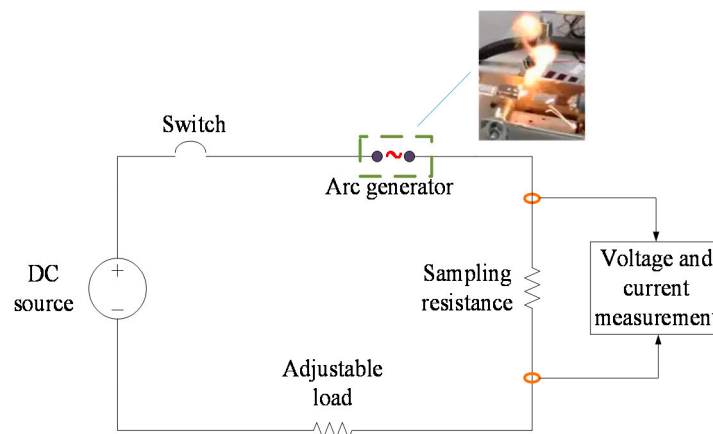 Switch
Arc generator
DC
source
+
−
Sampling
resistance
Voltage and
current
measurement
Adjustable
load